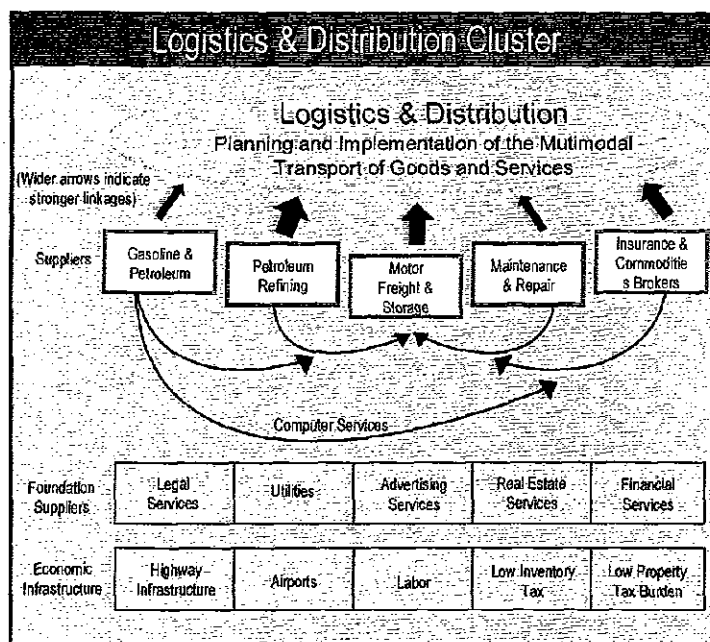 Logistics & Distribution Cluster
Logistics & Distribution
Planning and Implementation of the Mutimodal
Transport of Goods and Services
(Wider arrows indicate
stronger linkages)
Suppliers
Gasoline &
Petroleum
Petroleum
Refining
Motor
Freight &
Storage
Maintenance
& Repair
Insurance &
Commoditie
s Brokers
Computer Services
Foundation
Suppliers
Legal
Services
Utilities
Advertising
Services
Real Estate
Services
Financial
Services
Economic
Infrastructure
Highway
Infrastructure
Airports
Labor
Low Inventory
Tax
Low Property
Tax Burden